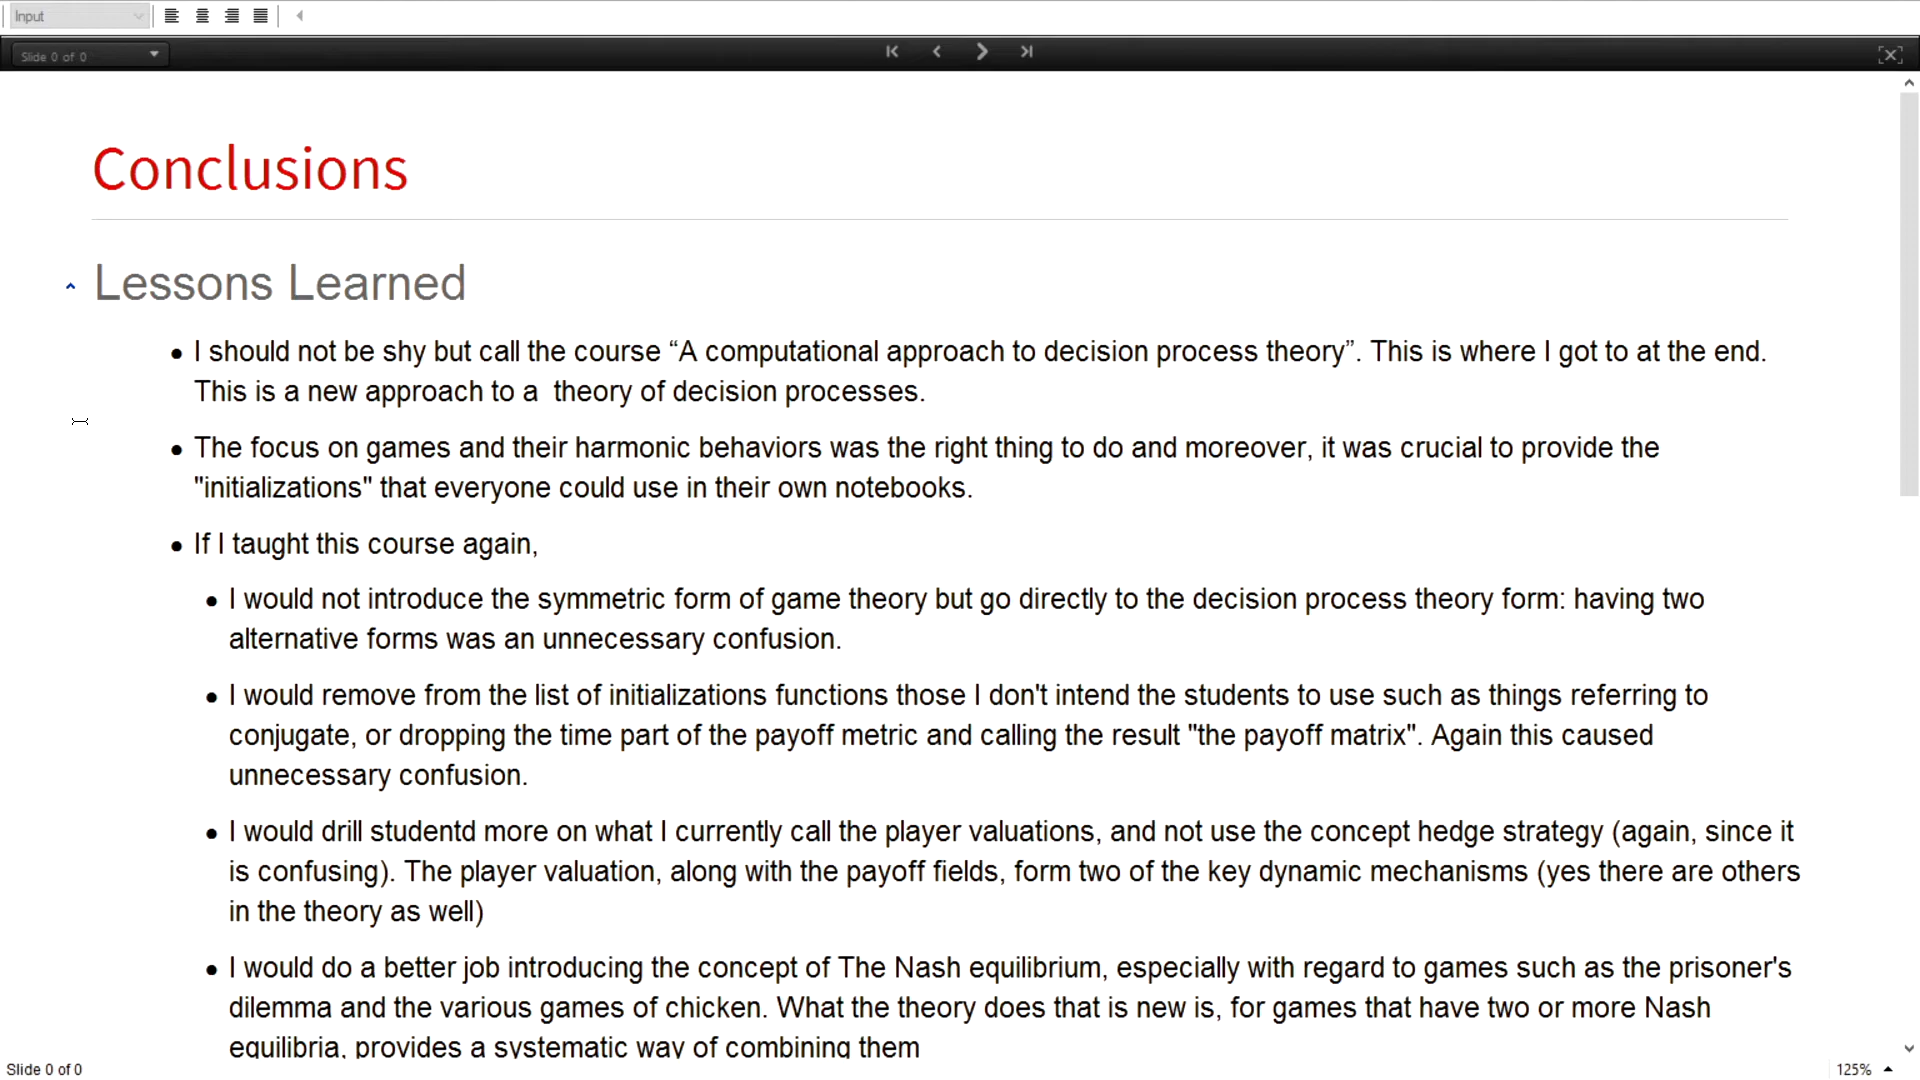 Input
Slide 0 of 0
Conclusions
Lessons Learned
• I should not be shy but call the course “A computational approach to decision process theory”. This is where I got to at the end.
This is a new approach to a  theory of decision processes.
• The focus on games and their harmonic behaviors was the right thing to do and moreover, it was crucial to provide the
"initializations" that everyone could use in their own notebooks.
• If I taught this course again,
• I would not introduce the symmetric form of game theory but go directly to the decision process theory form: having two
alternative forms was an unnecessary confusion.
• I would remove from the list of initializations functions those I don't intend the students to use such as things referring to
conjugate, or dropping the time part of the payoff metric and calling the result "the payoff matrix". Again this caused
unnecessary confusion.
• I would drill studentd more on what I currently call the player valuations, and not use the concept hedge strategy (again, since it
is confusing). The player valuation, along with the payoff fields, form two of the key dynamic mechanisms (yes there are others
in the theory as well)
• I would do a better job introducing the concept of The Nash equilibrium, especially with regard to games such as the prisoner's
dilemma and the various games of chicken. What the theory does that is new is, for games that have two or more Nash
equilibria, provides a systematic way of combining them
Slide 0 of 0
125%